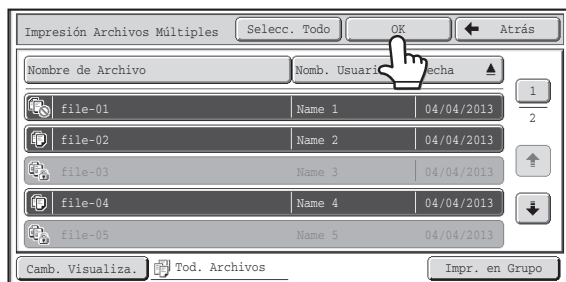 Impresión Archivos Múltiples Selecc. Todo OK Atrás
Nombre de Archivo Nomb. Usuari echa
file-01 Name 1 04/04/2013
file-02 Name 2 04/04/2013
file-03 Name 3 04/04/2013
file-04 Name 4 04/04/2013
file-05 Name 5 04/04/2013
1
2
Camb. Visualiza. Tod. Archivos Impr. en Grupo